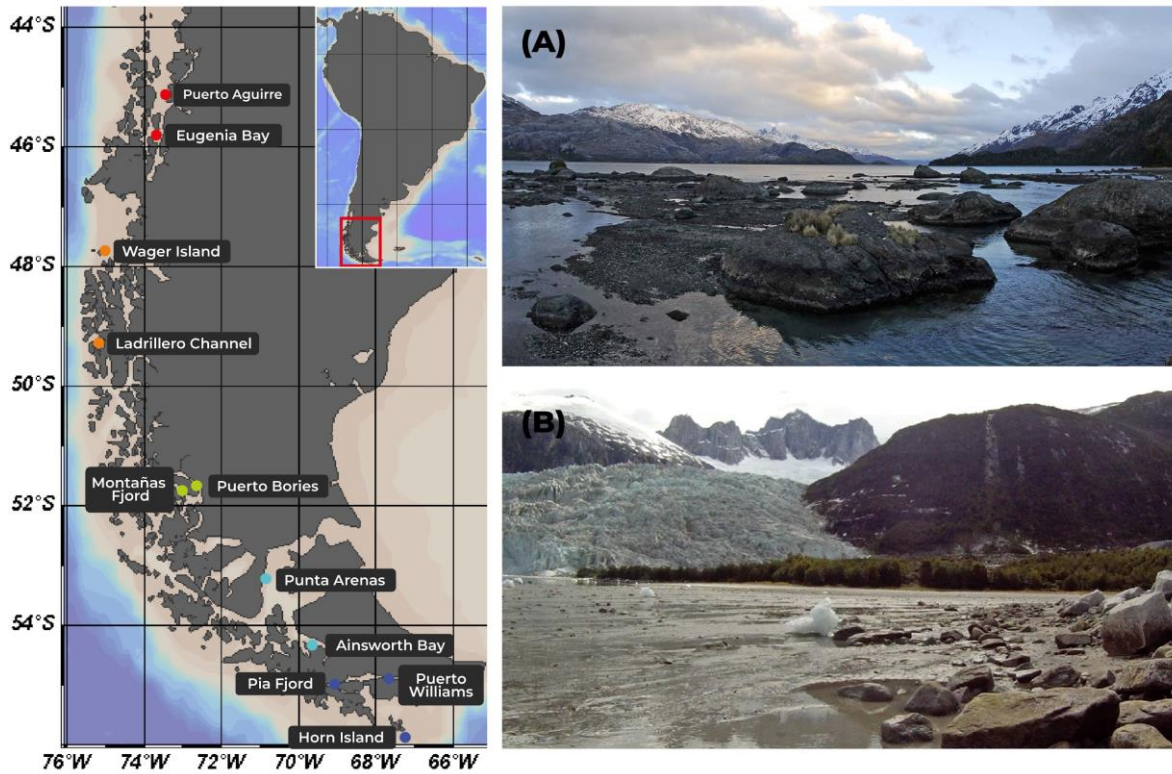 44°S
46°S
48°S
50°S
52°S
54°S
76°W
74°W
72°W
70°W
68°W
66°W
Puerto Aguirre
Eugenia Bay
Wager Island
Ladrillero Channel
Montañas
Fjord
Puerto Bories
Punta Arenas
Ainsworth Bay
Pia Fjord
Puerto
Williams
Horn Island
(A)
(B)